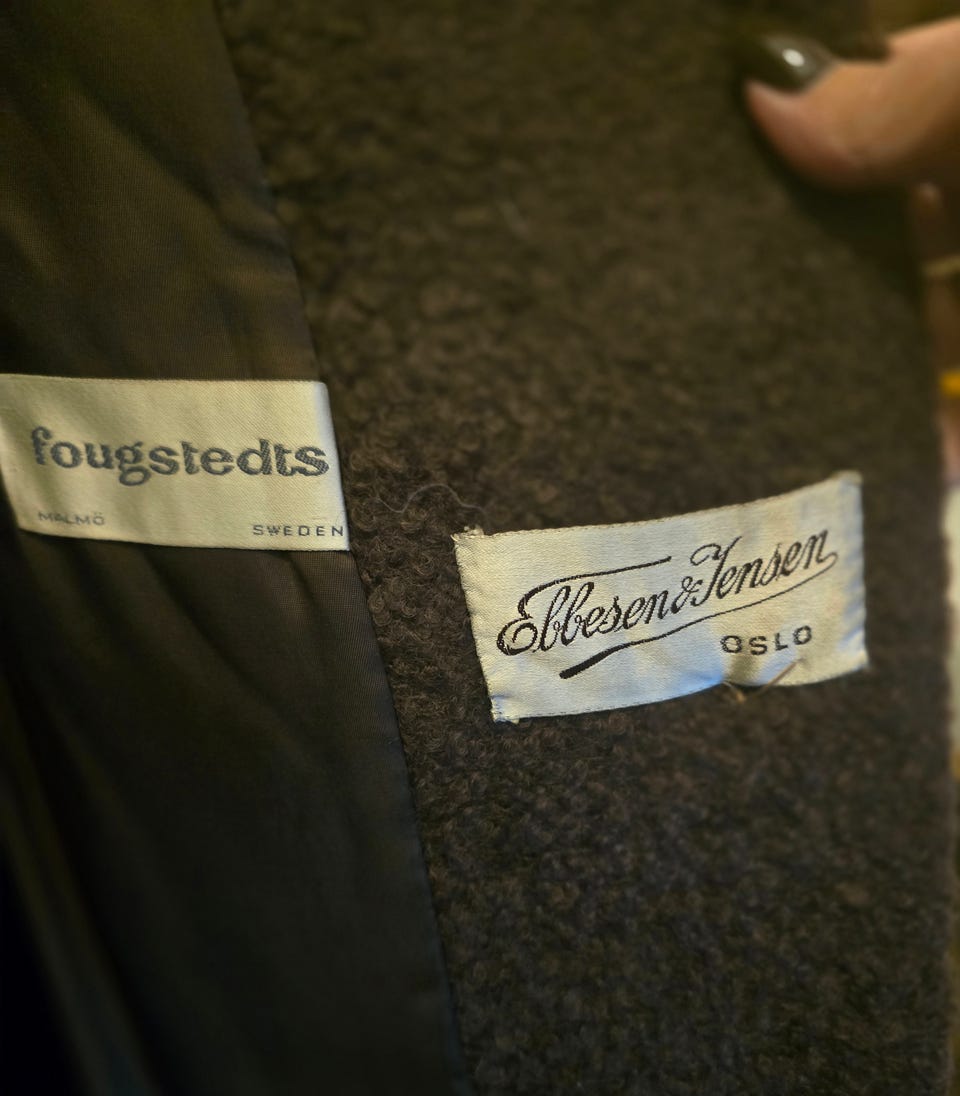 fougstedts
MALMÖ SWEDEN
Ebbesen & Jensen
OSLO